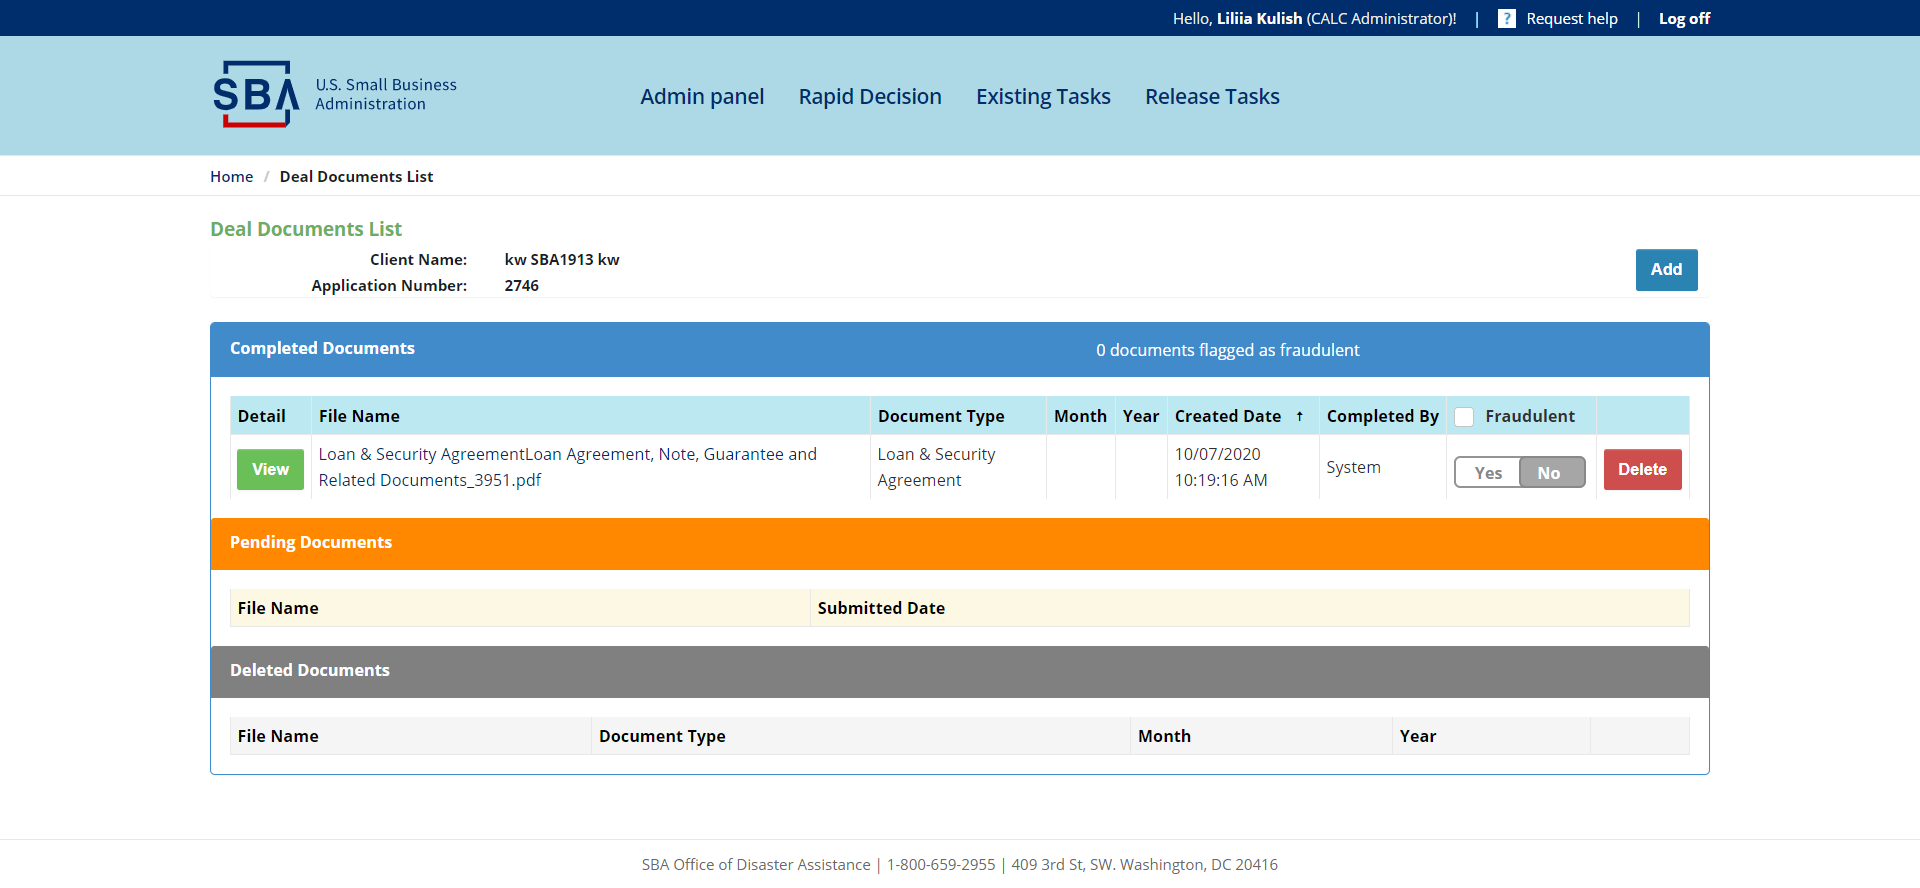 Hello, Liliia Kulish (CALC Administrator)! | ? Request help | Log off
SBA U.S. Small Business
Administration
Admin panel Rapid Decision Existing Tasks Release Tasks
Home / Deal Documents List
Deal Documents List
Client Name: kw SBA1913 kw
Application Number: 2746
Add
Completed Documents 0 documents flagged as fraudulent
Detail File Name Document Type Month Year Created Date ↑ Completed By Fraudulent
View Loan & Security AgreementLoan Agreement, Note, Guarantee and Loan & Security 10/07/2020 System Yes No Delete
Related Documents_3951.pdf Agreement 10:19:16 AM
Pending Documents
File Name Submitted Date
Deleted Documents
File Name Document Type Month Year
SBA Office of Disaster Assistance | 1-800-659-2955 | 409 3rd St, SW. Washington, DC 20416